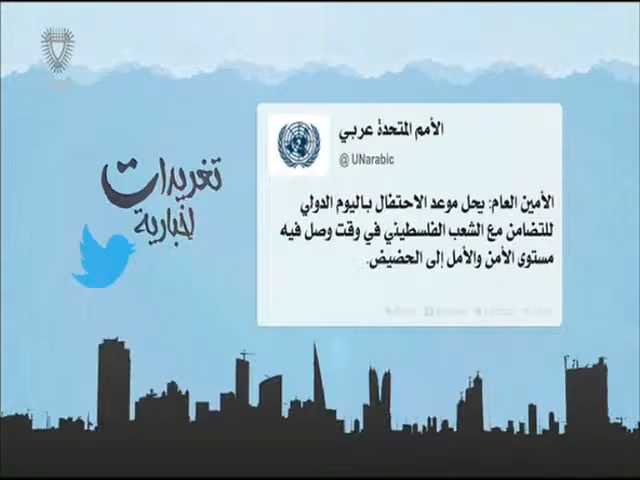 تغريدات
إخبارية
الأمم المتحدة عربي
@UNarabic
الأمين العام: يحل موعد الاحتفال باليوم الدولي
للتضامن مع الشعب الفلسطيني في وقت وصل فيه
مستوى الأمن والأمل إلى الحضيض.